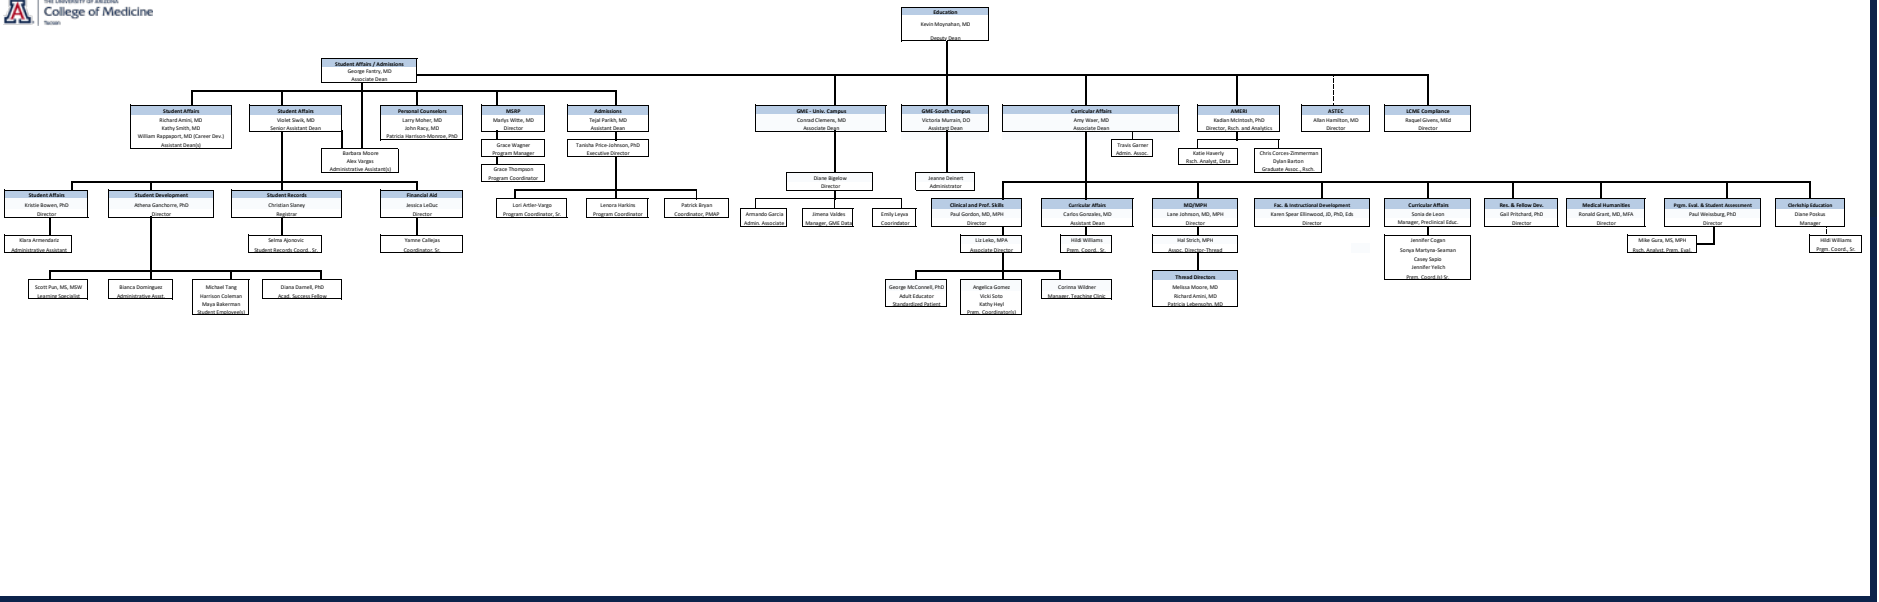 THE UNIVERSITY OF ARIZONA
College of Medicine
Tucson
Education
Kevin Moynahan, MD
Deputy Dean
Student Affairs / Admissions
George Fantry, MD
Associate Dean
Student Affairs
Richard Amini, MD
Kathy Smith, MD
William Rappaport, MD (Career Dev.)
Assistant Dean(s)
Student Affairs
Violet Siwik, MD
Senior Assistant Dean
Barbara Moore
Alex Vargas
Administrative Assistant(s)
Personal Counselors
Larry Moher, MD
John Racy, MD
Patricia Harrison-Monroe, PhD
MSRP
Marlys Witte, MD
Director
Grace Wagner
Program Manager
Grace Thompson
Program Coordinator
Admissions
Tejal Parikh, MD
Assistant Dean
Tanisha Price-Johnson, PhD
Executive Director
Lori Artler-Vargo
Program Coordinator, Sr.
Lenora Harkins
Program Coordinator
Patrick Bryan
Coordinator, PMAP
GME - Univ. Campus
Conrad Clemens, MD
Associate Dean
Diane Bigelow
Director
Armando Garcia
Admin. Associate
Jimena Valdes
Manager, GME Data
Emily Leyva
Coorindator
GME-South Campus
Victoria Murrain, DO
Assistant Dean
Jeanne Deinert
Administrator
Curricular Affairs
Amy Waer, MD
Associate Dean
Travis Garner
Admin. Assoc.
AMERI
Kadian McIntosh, PhD
Director, Rsch. and Analytics
Katie Haverly
Rsch. Analyst, Data
Chris Corces-Zimmerman
Dylan Barton
Graduate Assoc., Rsch.
ASTEC
Allan Hamilton, MD
Director
LCME Compliance
Raquel Givens, MEd
Director
Student Affairs
Kristie Bowen, PhD
Director
Klara Armendariz
Administrative Assistant
Student Development
Athena Ganchorre, PhD
Director
Scott Pun, MS, MSW
Learning Specialist
Bianca Dominguez
Administrative Assist.
Michael Tang
Harrison Coleman
Maya Bakerman
Student Employee(s)
Diana Darnell, PhD
Acad. Success Fellow
Student Records
Christian Slaney
Registrar
Selma Ajonovic
Student Records Coord., Sr.
Financial Aid
Jessica LeDuc
Director
Yvnne Callejas
Coordinator, Sr.
Clinical and Prof. Skills
Paul Gordon, MD, MPH
Director
Liz Leko, MPA
Associate Director
George McConnell, PhD
Adult Educator
Standardized Patient
Angelica Gomez
Vicki Soto
Kathy Heyl
Prgm. Coordinator(s)
Corinna Wildner
Manager, Teaching Clinic
Curricular Affairs
Carlos Gonzales, MD
Assistant Dean
Hildi Williams
Prgm. Coord., Sr.
MD/MPH
Lane Johnson, MD, MPH
Director
Hal Strich, MPH
Assoc. Director-Thread
Thread Directors
Melissa Moore, MD
Richard Amini, MD
Patricia Lebensohn, MD
Fac. & Instructional Development
Karen Spear Ellinwood, JD, PhD, Eds
Director
Curricular Affairs
Sonia de Leon
Manager, Preclinical Educ.
Jennifer Cogan
Sonya Martyna-Seaman
Casey Sapio
Jennifer Yelich
Prgm. Coord.(s) Sr.
Res. & Fellow Dev.
Gail Pritchard, PhD
Director
Medical Humanities
Ronald Grant, MD, MFA
Director
Prgm. Eval. & Student Assessment
Paul Weissburg, PhD
Director
Mike Gura, MS, MPH
Rsch. Analyst, Prgm. Eval.
Clerkship Education
Diane Poskus
Manager
Hildi Williams
Prgm. Coord., Sr.